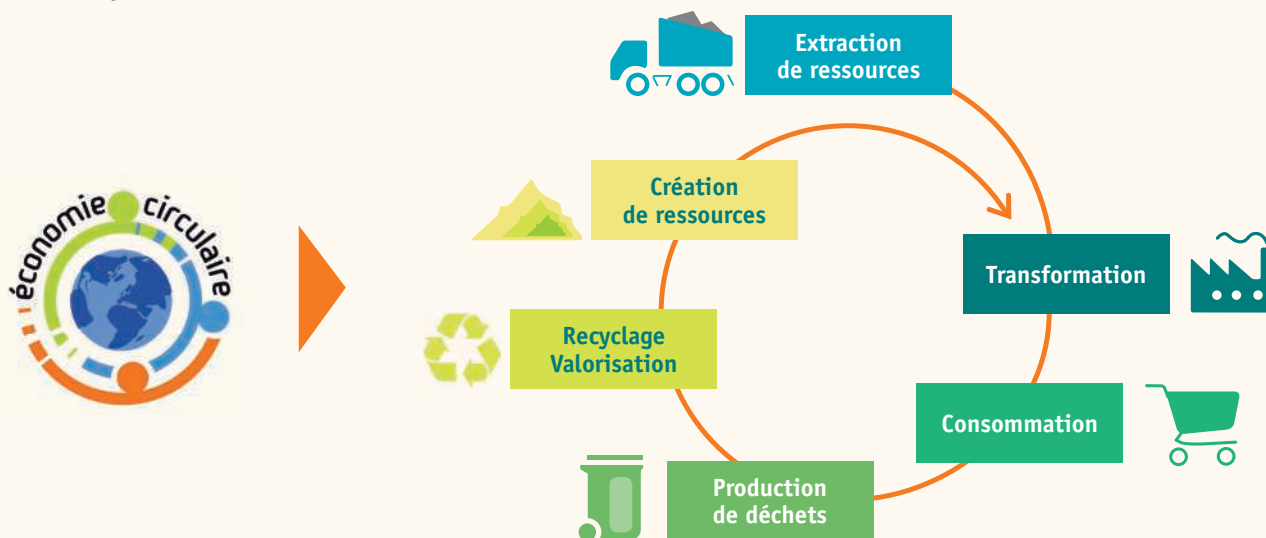 économie circulaire
Extraction
de ressources
Création
de ressources
Transformation
Recyclage
Valorisation
Consommation
Production
de déchets